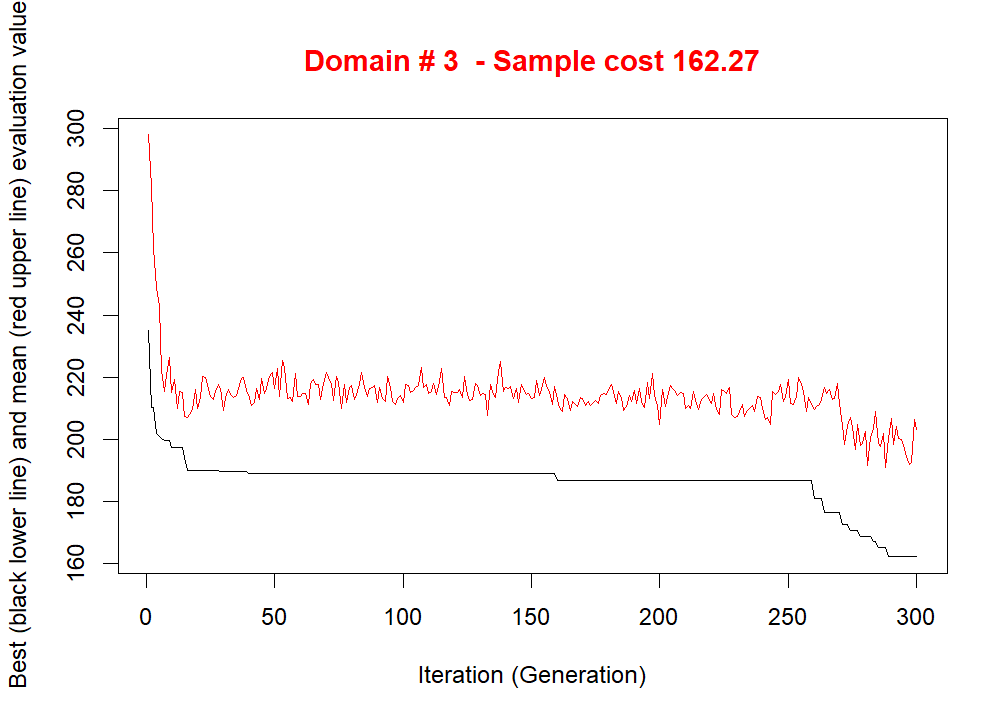 Domain # 3  - Sample cost 162.27
Best (black lower line) and mean (red upper line) evaluation value
300
280
260
240
220
200
180
160
0 50 100 150 200 250 300
Iteration (Generation)